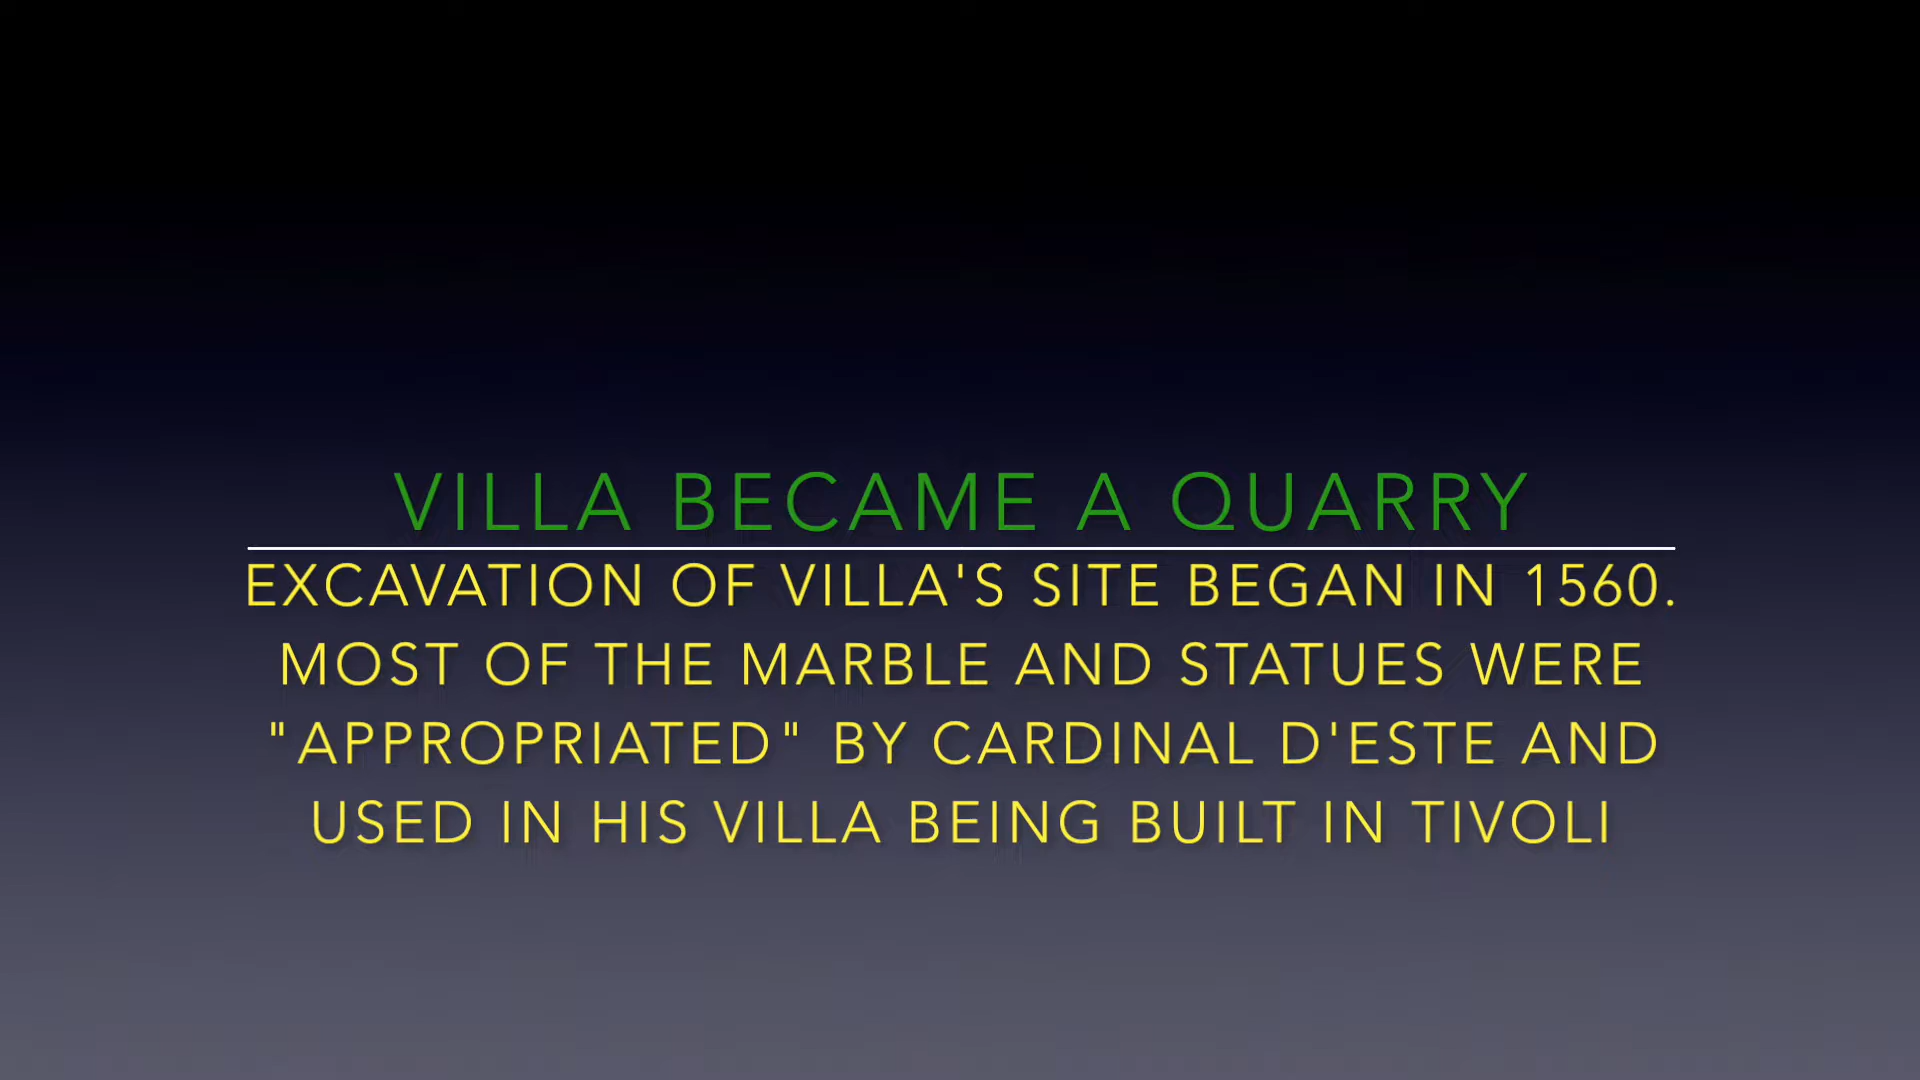 VILLA BECAME A QUARRY
EXCAVATION OF VILLA'S SITE BEGAN IN 1560.
MOST OF THE MARBLE AND STATUES WERE
"APPROPRIATED" BY CARDINAL D'ESTE AND
USED IN HIS VILLA BEING BUILT IN TIVOLI